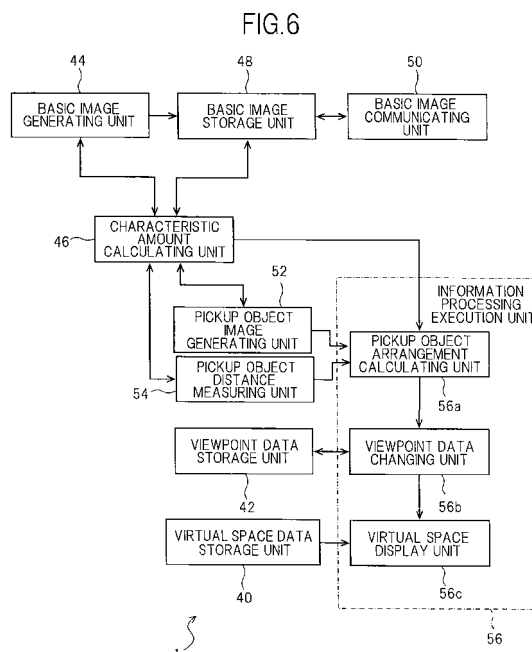 FIG.6
44
48
50
BASIC IMAGE
GENERATING UNIT
BASIC IMAGE
STORAGE UNIT
BASIC IMAGE
COMMUNICATING
UNIT
CHARACTERISTIC
AMOUNT
CALCULATING UNIT
46
52
INFORMATION
PROCESSING
EXECUTION UNIT
PICKUP OBJECT
IMAGE
GENERATING UNIT
PICKUP OBJECT
ARRANGEMENT
CALCULATING UNIT
PICKUP OBJECT
DISTANCE
MEASURING UNIT
54
56a
VIEWPOINT DATA
STORAGE UNIT
VIEWPOINT DATA
CHANGING UNIT
42
56b
VIRTUAL SPACE DATA
STORAGE UNIT
VIRTUAL SPACE
DISPLAY UNIT
40
56c
56